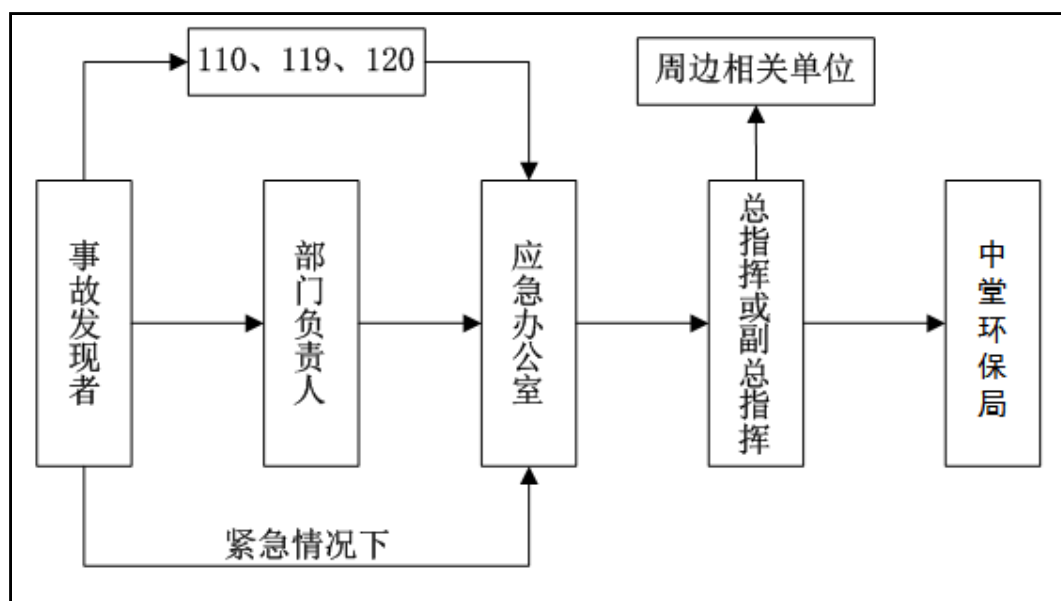 110、119、120
周边相关单位
事故发现者
部门负责人
应急办公室
总指挥或副总指挥
中堂环保局
紧急情况下